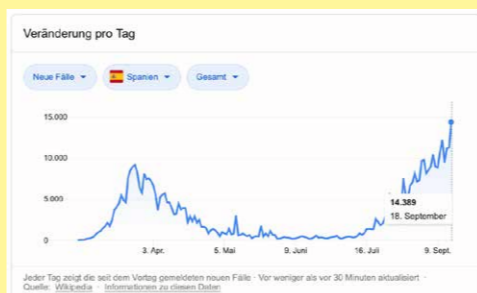 Veränderung pro Tag
Neue Fälle Spanien Gesamt
15.000
10.000
5.000
0
14.389
18. September
3. Apr. 5. Mai 9. Juni 16. Juli 9. Sept.
Jeder Tag zeigt die seit dem Vortag gemeldeten neuen Fälle · Vor weniger als vor 30 Minuten aktualisiert ·
Quelle: Wikipedia · Informationen zu diesen Daten